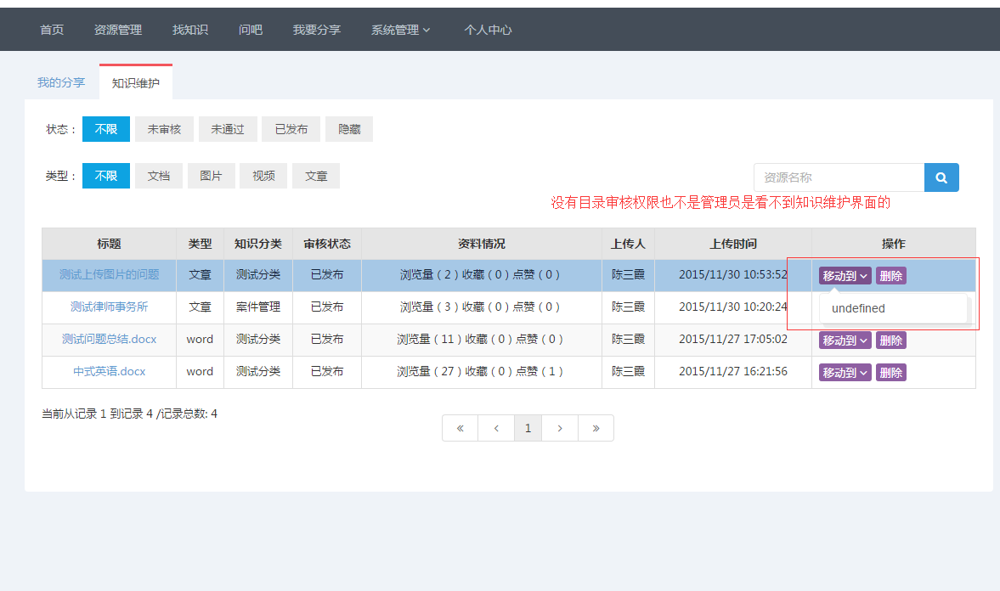 首页 资源管理 找知识 问吧 我要分享 系统管理 个人中心
我的分享 知识维护
状态： 不限 未审核 未通过 已发布 隐藏
类型： 不限 文档 图片 视频 文章 资源名称
没有目录审核权限也不是管理员是看不到知识维护界面的
标题 类型 知识分类 审核状态 资料情况 上传人 上传时间 操作
测试上传图片的问题 文章 测试分类 已发布 浏览量（2）收藏（0）点赞（0） 陈三霞 2015/11/30 10:53:52 移动到 删除
测试律师事务所 文章 案件管理 已发布 浏览量（3）收藏（0）点赞（0） 陈三霞 2015/11/30 10:20:24 undefined
测试问题总结.docx word 测试分类 已发布 浏览量（11）收藏（0）点赞（0） 陈三霞 2015/11/27 17:05:02 移动到 删除
中式英语.docx word 测试分类 已发布 浏览量（27）收藏（0）点赞（1） 陈三霞 2015/11/27 16:21:56 移动到 删除
当前从记录 1 到记录 4 /记录总数: 4
« ‹ 1 › »